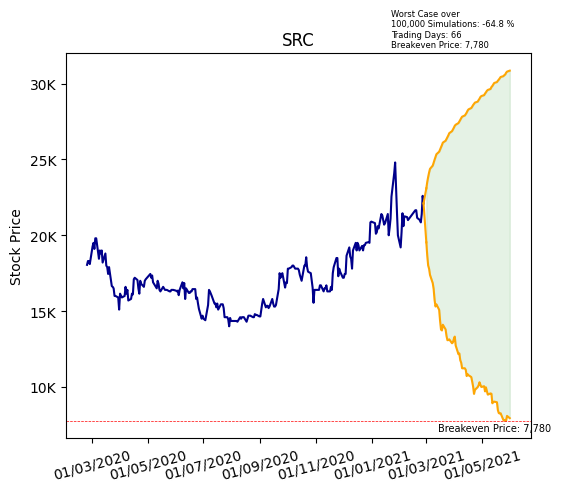 Worst Case over
100,000 Simulations: -64.8 %
Trading Days: 66
Breakeven Price: 7,780
SRC
Stock Price
30K
25K
20K
15K
10K
Breakeven Price: 7,780
01/03/2020
01/05/2020
01/07/2020
01/09/2020
01/11/2020
01/01/2021
01/03/2021
01/05/2021